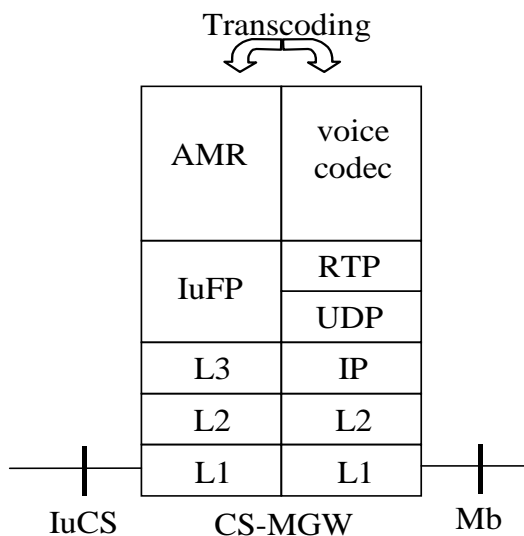 Transcoding
AMR
voice
codec
IuFP
RTP
UDP
L3
IP
L2
L2
L1
L1
IuCS
CS-MGW
Mb